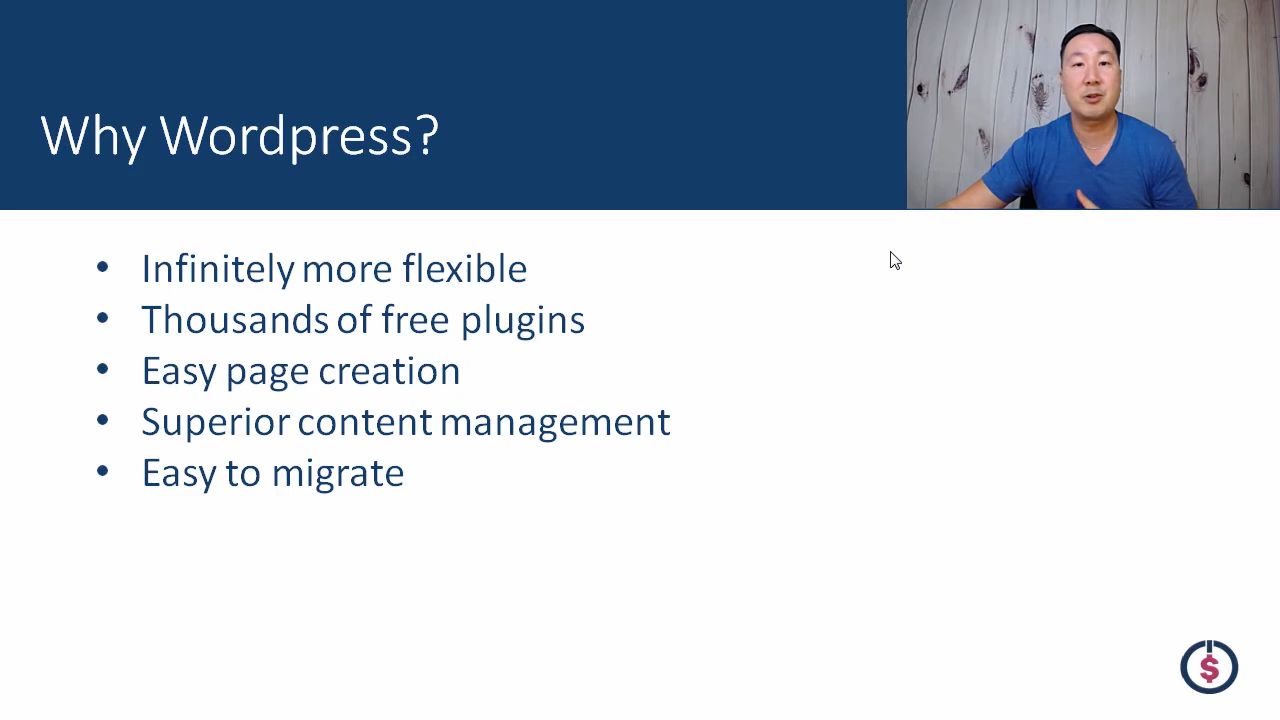 Why Wordpress?
• Infinitely more flexible
• Thousands of free plugins
• Easy page creation
• Superior content management
• Easy to migrate
$